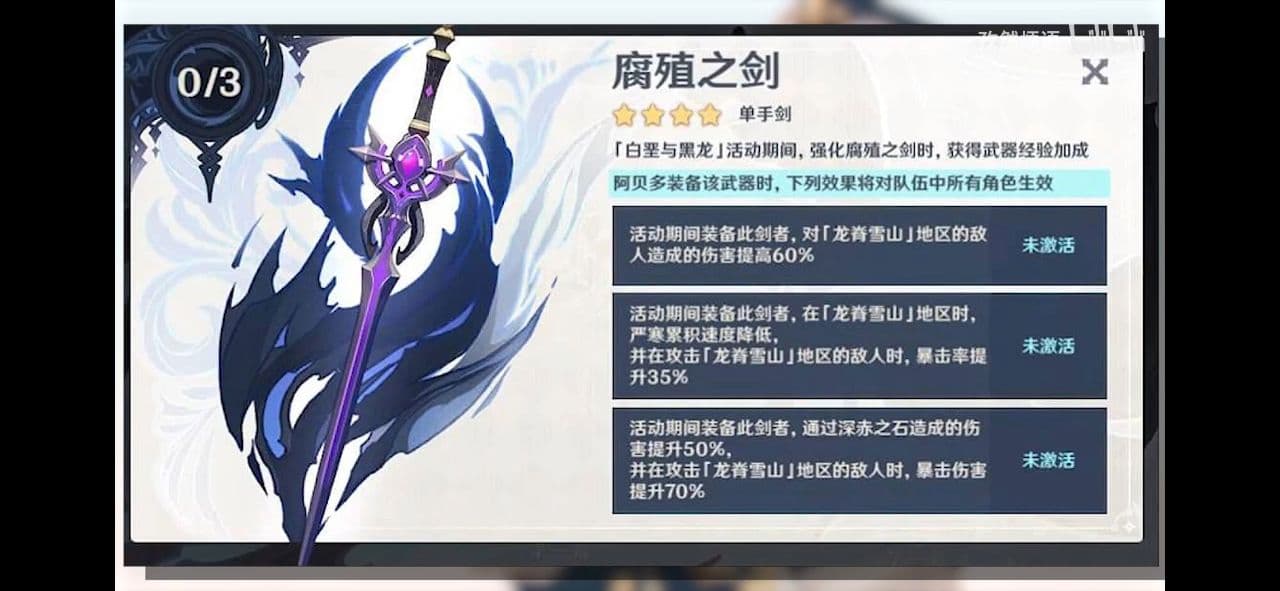 0/3
腐殖之剑
单手剑
「白垩与黑龙」活动期间，强化腐殖之剑时，获得武器经验加成
阿贝多装备该武器时，下列效果将对队伍中所有角色生效
活动期间装备此剑者，对「龙脊雪山」地区的敌
人造成的伤害提高60%
未激活
活动期间装备此剑者，在「龙脊雪山」地区时，
严寒累积速度降低，
并在攻击「龙脊雪山」地区的敌人时，暴击率提
升35%
未激活
活动期间装备此剑者，通过深赤之石造成的伤
害提升50%，
并在攻击「龙脊雪山」地区的敌人时，暴击伤害
提升70%
未激活